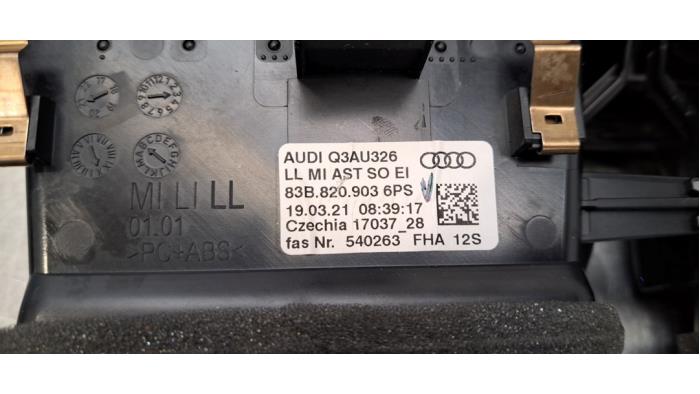 AUDI Q3AU326
LL MI AST SO EI
83B.820.903 6PS
19.03.21 08:39:17
Czechia 17037_28
fas Nr. 540263 FHA 12S
MI LI LL
01.01
>PC+ABS<